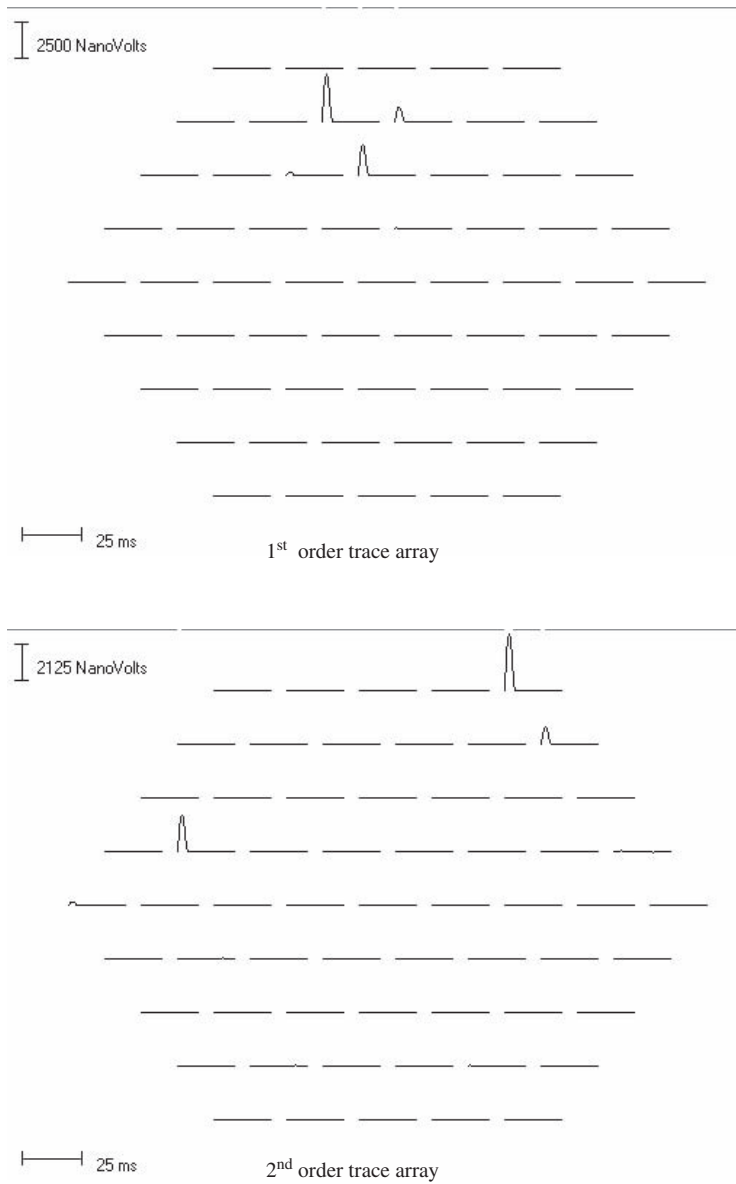 2500 NanoVolts
25 ms
1st order trace array
2125 NanoVolts
25 ms
2nd order trace array